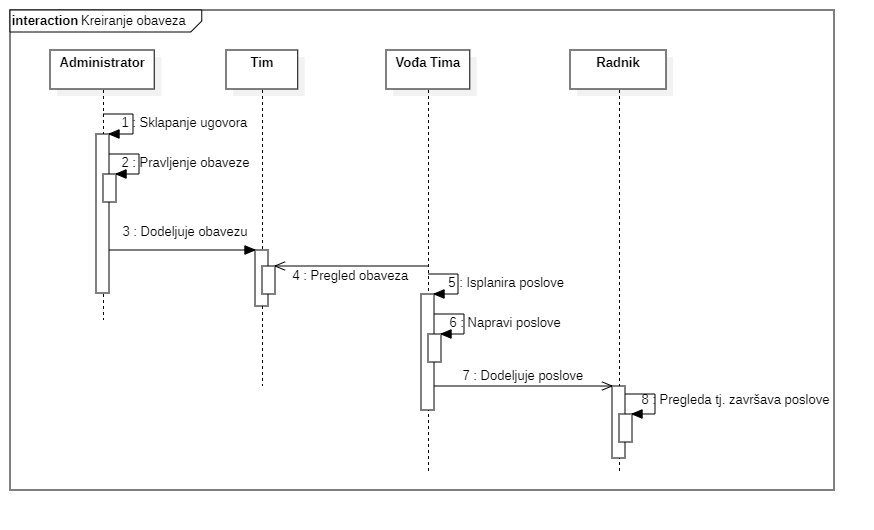 interaction Kreiranje obaveza
Administrator
Tim
Vođa Tima
Radnik
1 : Sklapanje ugovora
2 : Pravljenje obaveze
3 : Dodeljuje obavezu
4 : Pregled obaveza
5 : Isplanira poslove
6 : Napravi poslove
7 : Dodeljuje poslove
8 : Pregleda tj. završava poslove